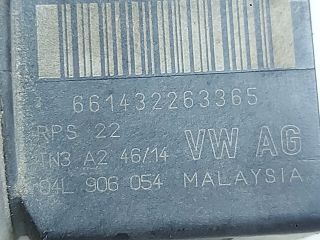 661432263365
RPS 22
TN3 A2 46/14 VW AG
04L 906 054 MALAYSIA